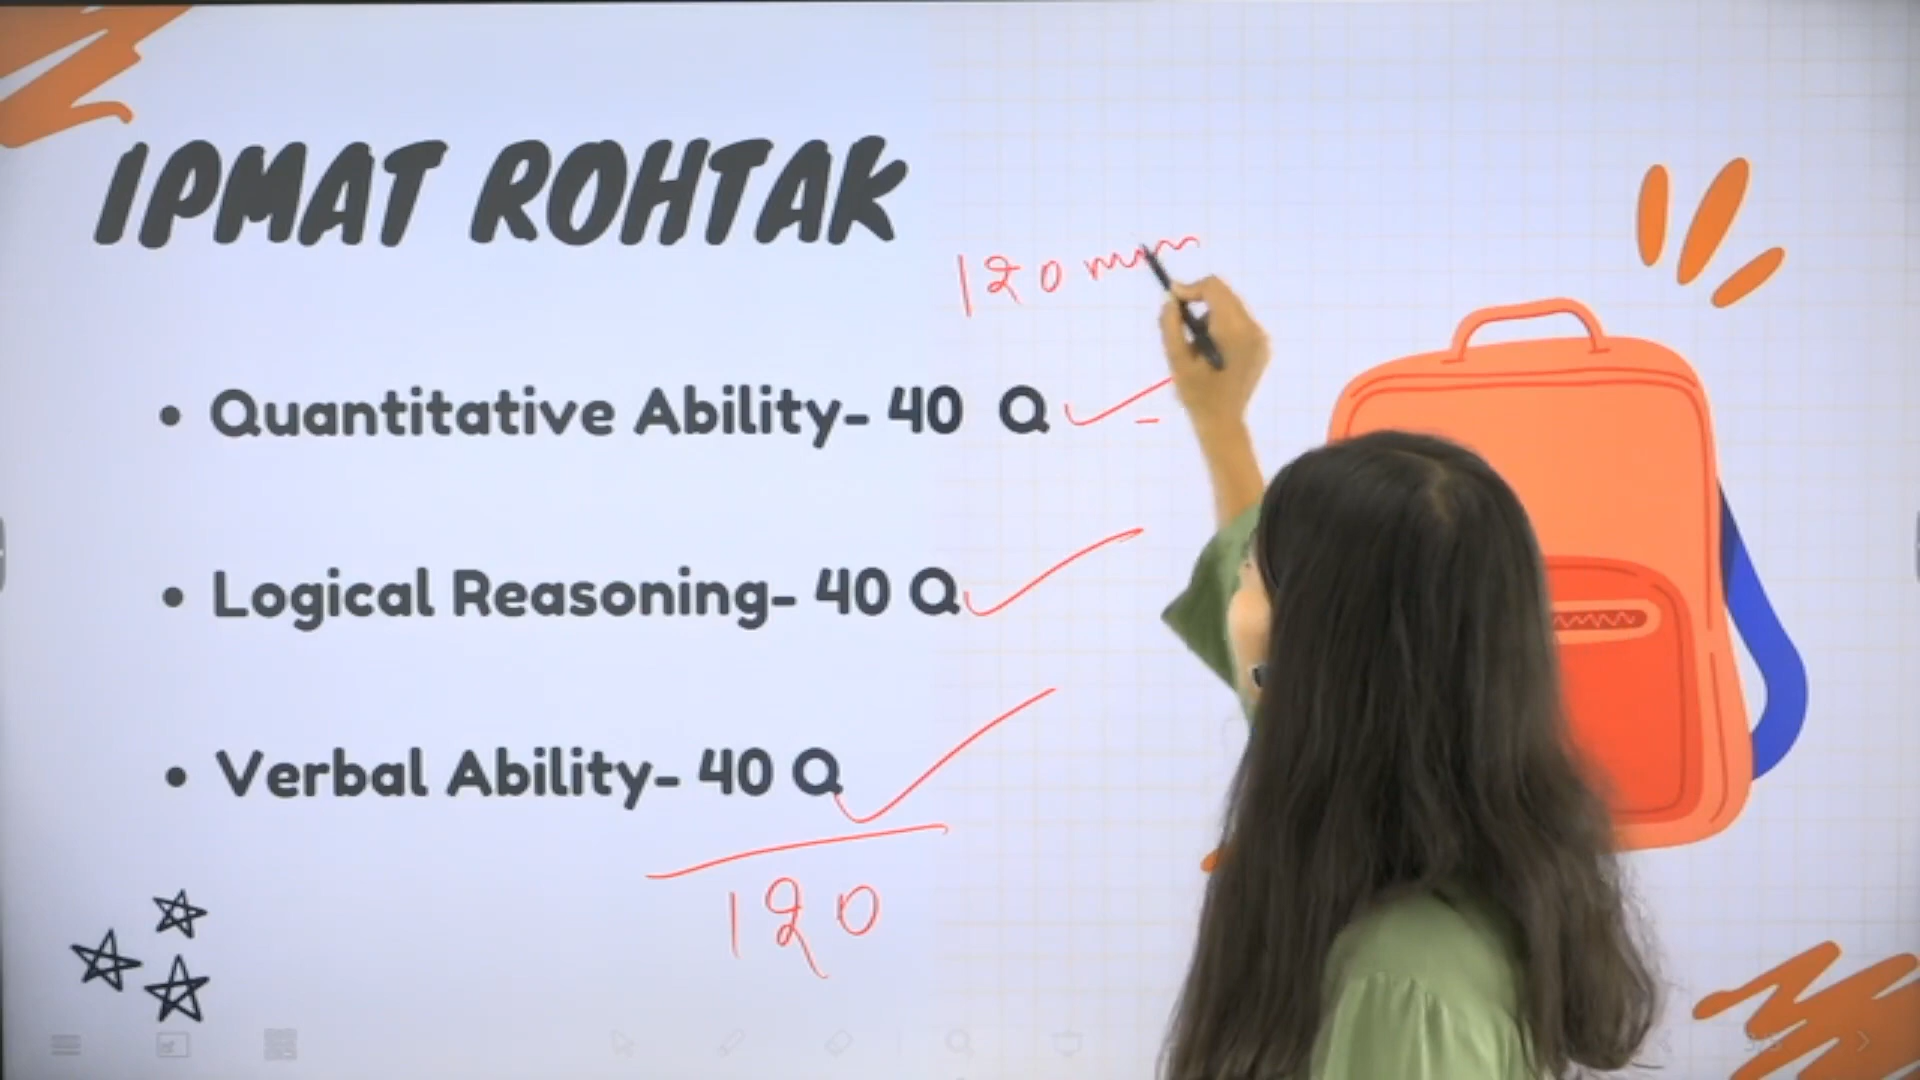 IPMAT ROHTAK
120 min
• Quantitative Ability- 40 Q
• Logical Reasoning- 40 Q
• Verbal Ability- 40 Q
120